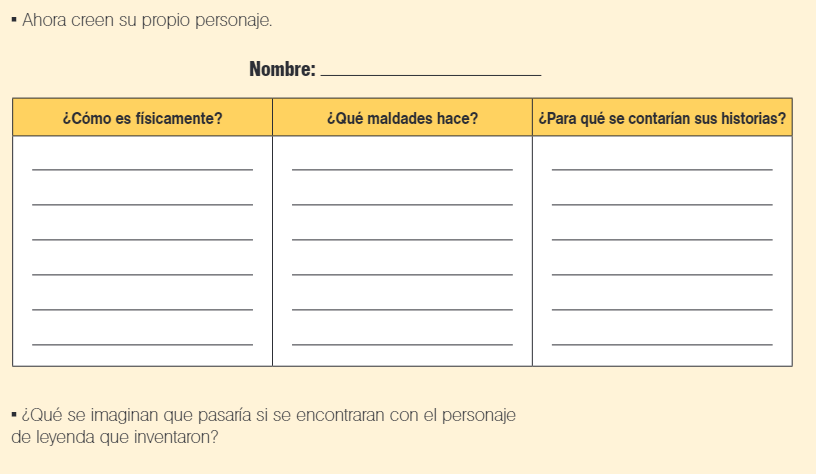 ▪ Ahora creen su propio personaje.
Nombre:
¿Cómo es físicamente?
¿Qué maldades hace?
¿Para qué se contarían sus historias?
▪ ¿Qué se imaginan que pasaría si se encontraran con el personaje
de leyenda que inventaron?